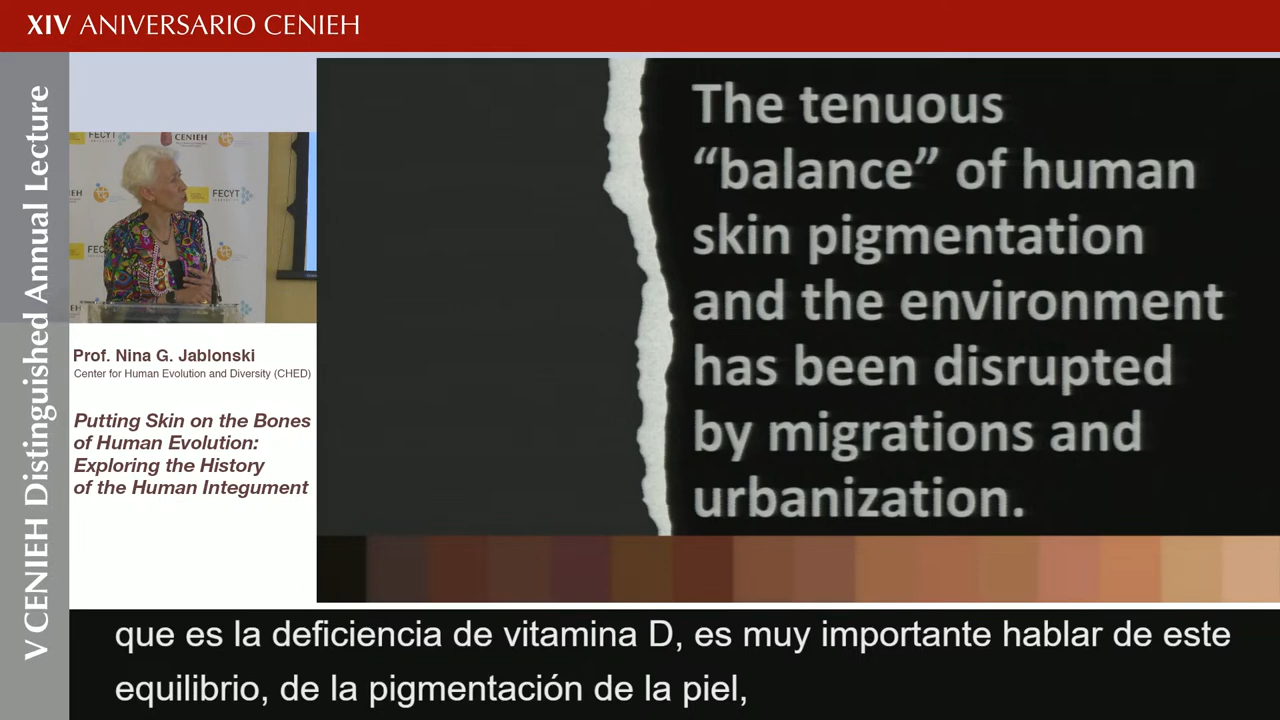 XIV ANIVERSARIO CENIEH
V CENIEH Distinguished Annual Lecture
FECYT
CENIEH
FECYT
Prof. Nina G. Jablonski
Center for Human Evolution and Diversity (CHED)
Putting Skin on the Bones
of Human Evolution:
Exploring the History
of the Human Integument
The tenuous
“balance” of human
skin pigmentation
and the environment
has been disrupted
by migrations and
urbanization.
que es la deficiencia de vitamina D, es muy importante hablar de este
equilibrio, de la pigmentación de la piel,